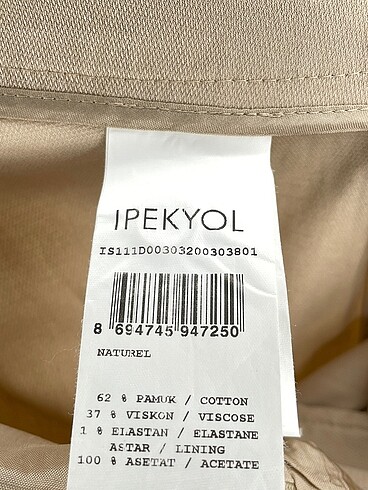 IPEKYOL
IS111D00303200303801
8 694745 947250
NATUREL
62 % PAMUK / COTTON
37 % VISKON / VISCOSE
1 % ELASTAN / ELASTANE
ASTAR / LINING
100 % ASETAT / ACETATE